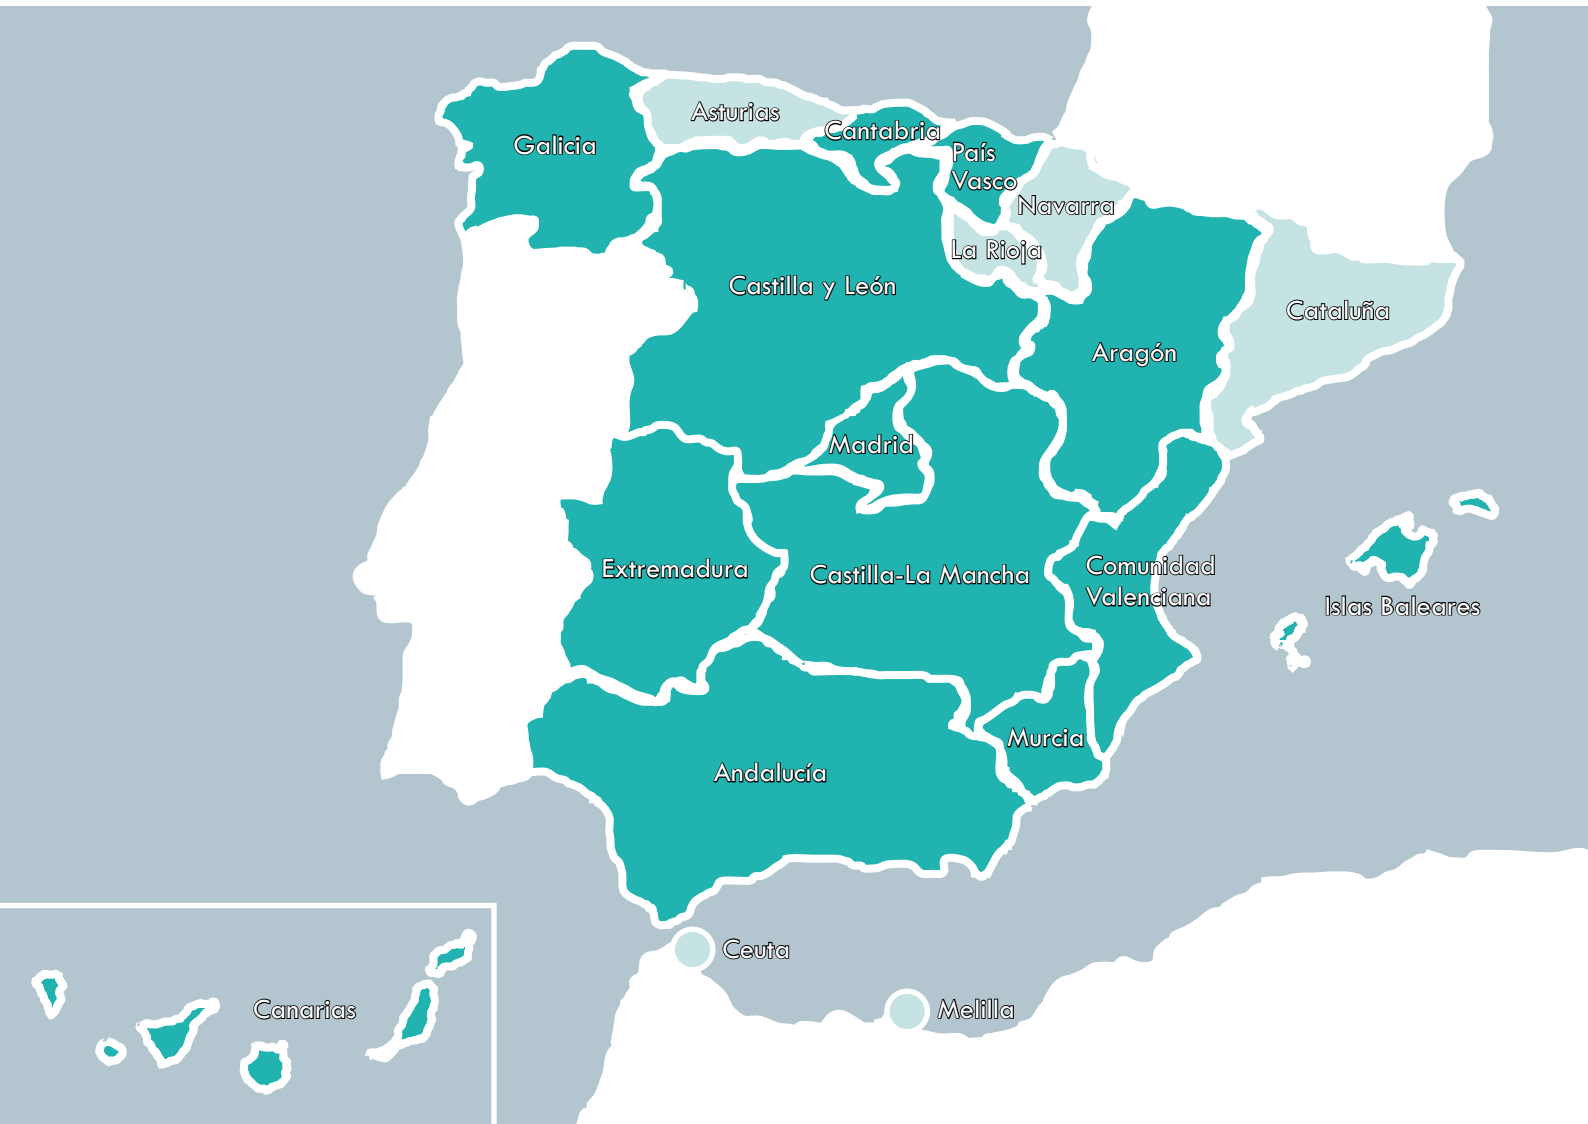 Asturias
Cantabria
Galicia
País
Vasco
Navarra
La Rioja
Castilla y León
Cataluña
Aragón
Madrid
Extremadura
Castilla-La Mancha
Comunidad
Valenciana
Islas Baleares
Murcia
Andalucía
Ceuta
Canarias
Melilla